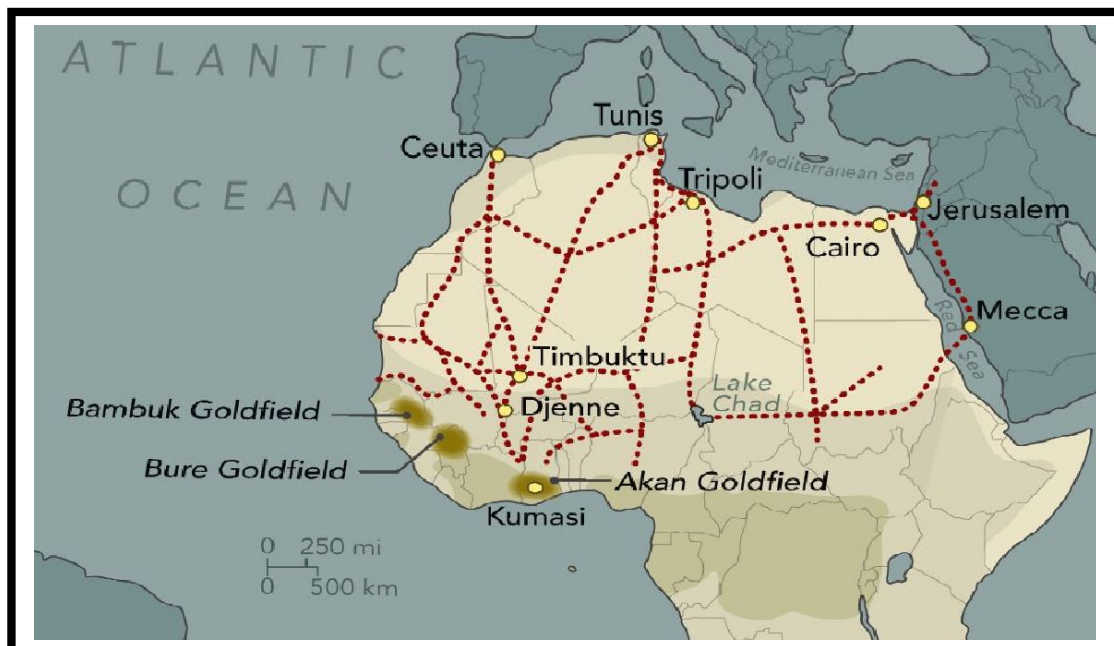 ATLANTIC
OCEAN
Tunis
Ceuta
Mediterranean Sea
Tripoli
Jerusalem
Cairo
Red Sea
Mecca
Timbuktu
Lake
Chad
Djenne
Bambuk Goldfield
Bure Goldfield
Akan Goldfield
Kumasi
0 250 mi
0 500 km